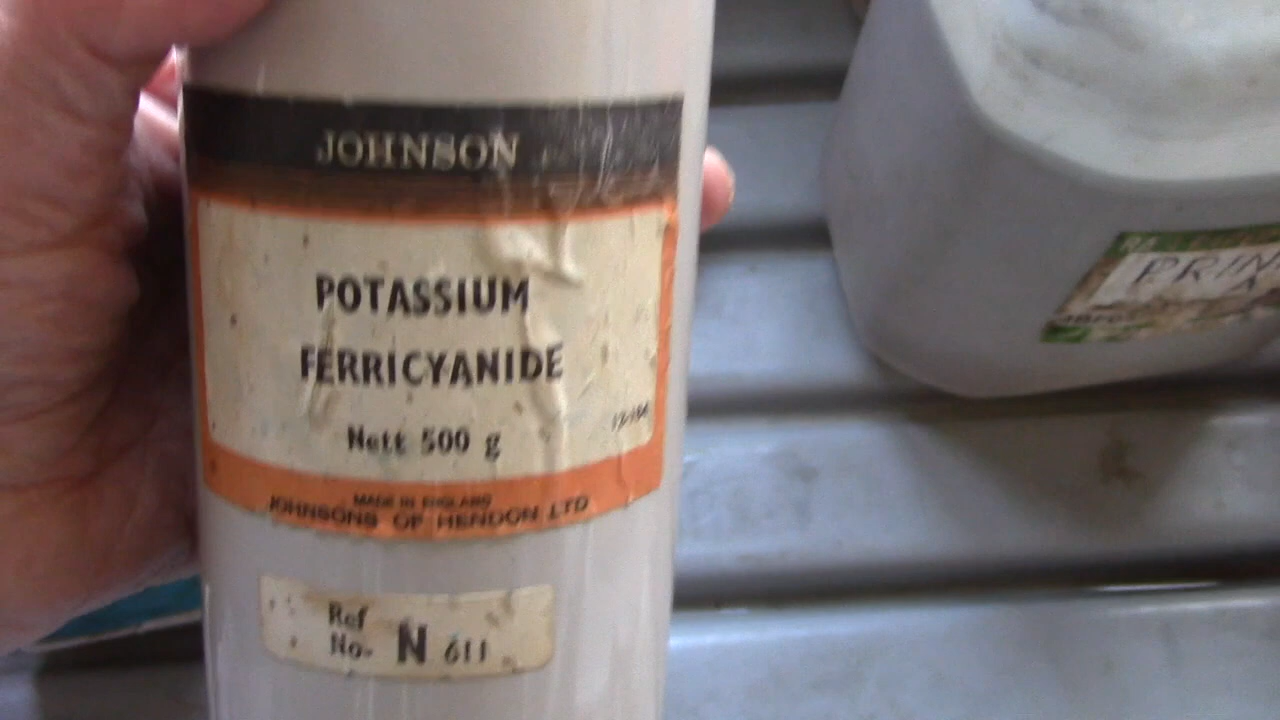 JOHNSON
POTASSIUM
FERRICYANIDE
Nett 500 g
MADE IN ENGLAND
JOHNSONS OF HENDON LTD
Ref
No- N 611